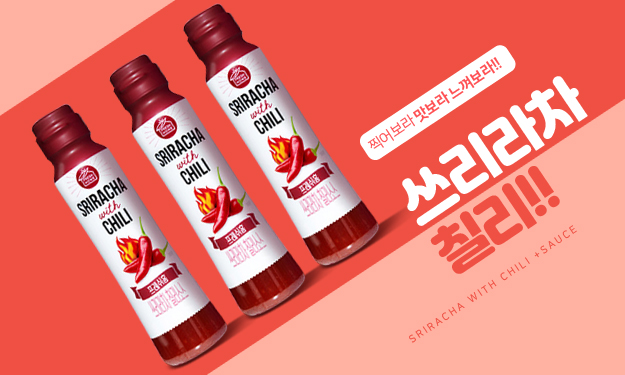 찍어보라 맛보라 느껴보라!!
쓰리라차
칠리!!
SRIRACHA WITH CHILI +SAUCE
SRIRACHA
with
CHILI
SRIRACHA
with
CHILI
SRIRACHA
with
CHILI